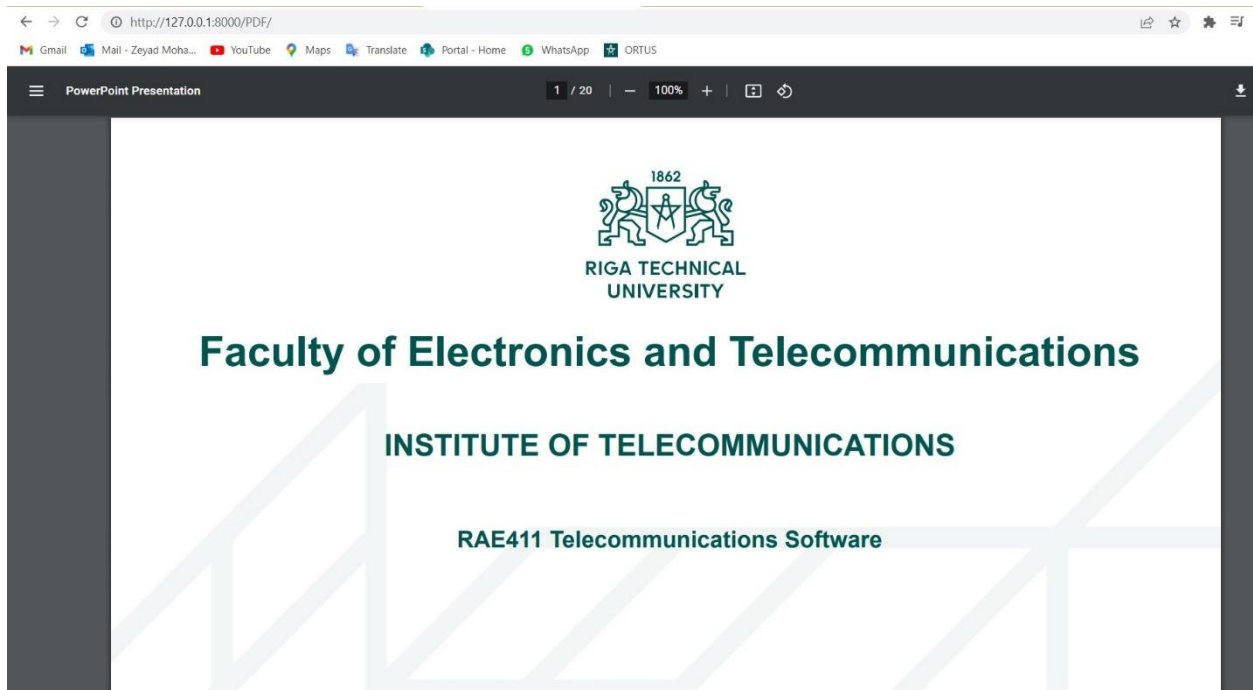 http://127.0.0.1:8000/PDF/
Gmail Mail - Zeyad Moha... YouTube Maps Translate Portal - Home WhatsApp ORTUS
PowerPoint Presentation 1 / 20 100%
1862
RIGA TECHNICAL
UNIVERSITY
Faculty of Electronics and Telecommunications
INSTITUTE OF TELECOMMUNICATIONS
RAE411 Telecommunications Software